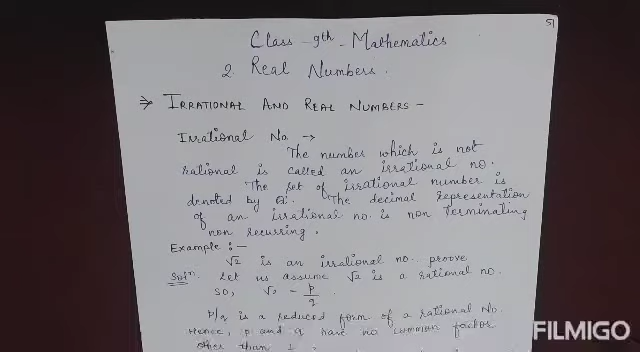 51
Class - 9th - Mathematics
2. Real Numbers.
⇒ IRRATIONAL AND REAL NUMBERS -
Irrational No →
The number which is not
rational is called an irrational no.
The set of irrational number is
denoted by Q'. The decimal representation
of an irrational no. is non terminating
non recurring.
Example :-
√2 is an irrational no. prove
Soln. Let us assume √2 is a rational no.
SO, √2 - p/q
P/q is a reduced form of a rational No.
Hence, p and q have no common factor
other than 1
FILMIGO